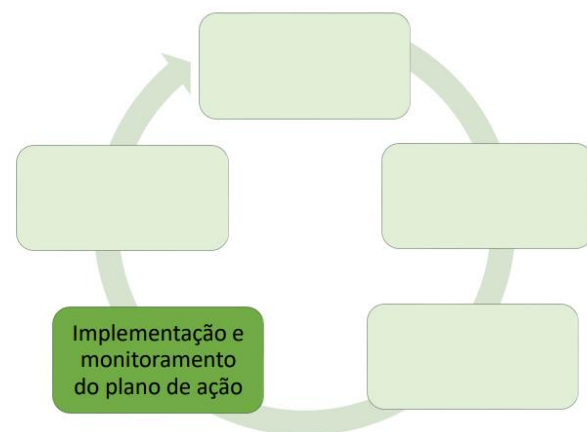 Implementação e
monitoramento
do plano de ação